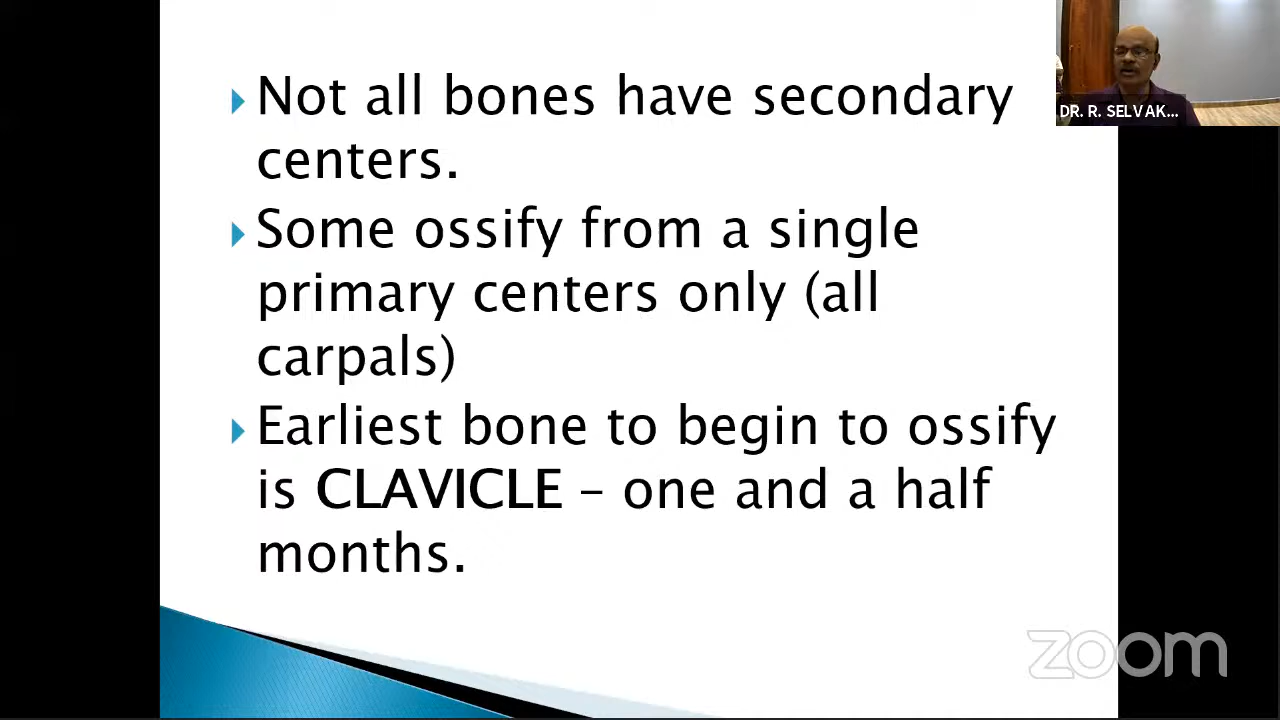 Not all bones have secondary
centers.
Some ossify from a single
primary centers only (all
carpals)
Earliest bone to begin to ossify
is CLAVICLE – one and a half
months.
DR. R. SELVAK...
zoom